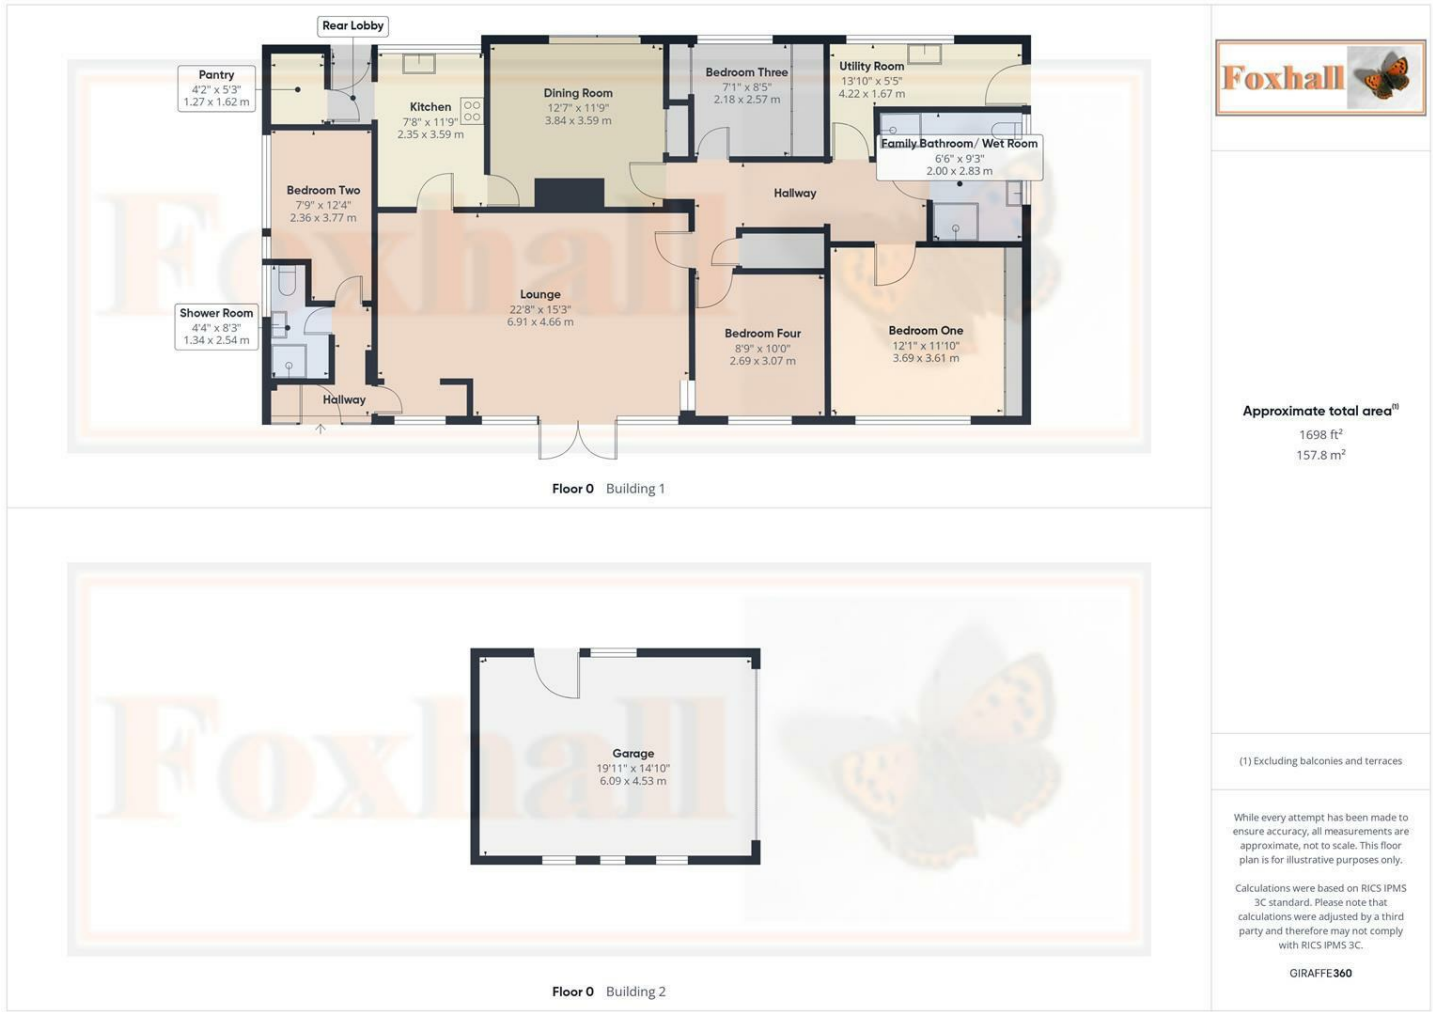 Rear Lobby
Pantry
4'2" x 5'3"
1.27 x 1.62 m
Kitchen
7'8" x 11'9"
2.35 x 3.59 m
Dining Room
12'7" x 11'9"
3.84 x 3.59 m
Bedroom Three
7'1" x 8'5"
2.18 x 2.57 m
Utility Room
13'10" x 5'5"
4.22 x 1.67 m
Family Bathroom/ Wet Room
6'6" x 9'3"
2.00 x 2.83 m
Bedroom Two
7'9" x 12'4"
2.36 x 3.77 m
Hallway
Shower Room
4'4" x 8'3"
1.34 x 2.54 m
Lounge
22'8" x 15'3"
6.91 x 4.66 m
Bedroom Four
8'9" x 10'0"
2.69 x 3.07 m
Bedroom One
12'1" x 11'10"
3.69 x 3.61 m
Hallway
Foxhall
Floor 0 Building 1
Foxhall
Garage
19'11" x 14'10"
6.09 x 4.53 m
Floor 0 Building 2
Foxhall
Approximate total area(1)
1698 ft²
157.8 m²
(1) Excluding balconies and terraces
While every attempt has been made to
ensure accuracy, all measurements are
approximate, not to scale. This floor
plan is for illustrative purposes only.
Calculations were based on RICS IPMS
3C standard. Please note that
calculations were adjusted by a third
party and therefore may not comply
with RICS IPMS 3C.
GIRAFFE360